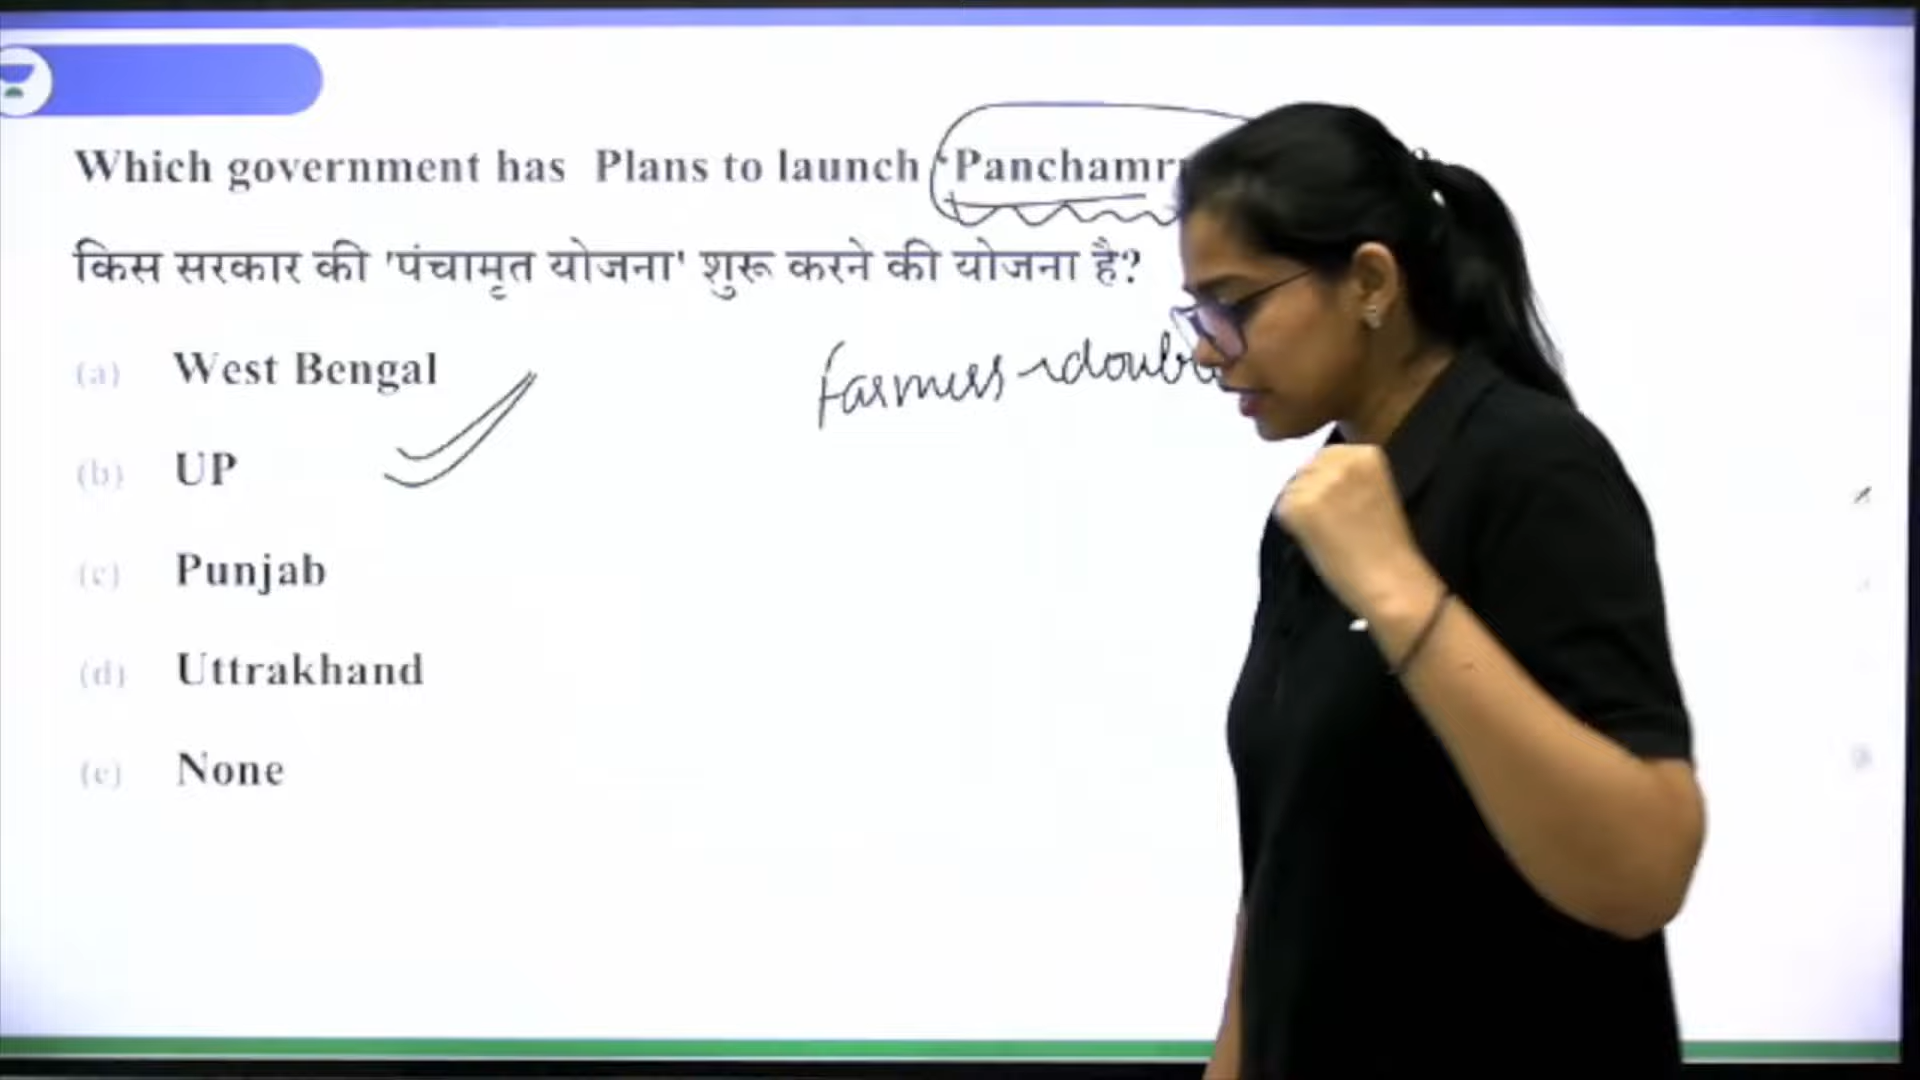 Which government has Plans to launch 'Panchamr
किस सरकार की 'पंचामृत योजना' शुरू करने की योजना है?
(a) West Bengal
farmers
(b) UP
(c) Punjab
(d) Uttrakhand
(e) None